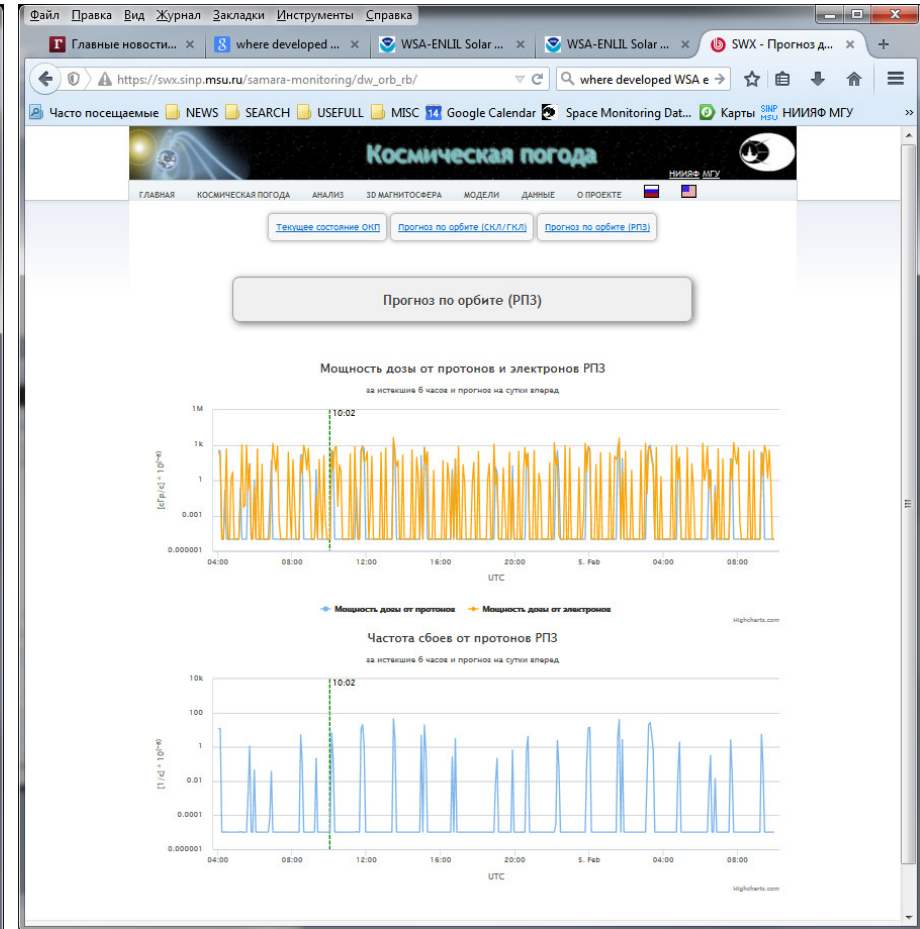 Файл Правка Вид Журнал Закладки Инструменты Справка
Главные новости... × where developed ... × WSA-ENLIL Solar ... × WSA-ENLIL Solar ... × SWX - Прогноз д... × +
https://swx.sinp.msu.ru/samara-monitoring/dw_orb_rb/ where developed WSA e
Часто посещаемые NEWS SEARCH USEFULL MISC 14 Google Calendar Space Monitoring Dat... Карты SINP MSU НИИЯФ МГУ »
Космическая погода
НИИЯФ МГУ
ГЛАВНАЯ КОСМИЧЕСКАЯ ПОГОДА АНАЛИЗ 3D МАГНИТОСФЕРА МОДЕЛИ ДАННЫЕ О ПРОЕКТЕ
Текущее состояние ОКП Прогноз по орбите (СКЛ/ГКЛ) Прогноз по орбите (РПЗ)
Прогноз по орбите (РПЗ)
Мощность дозы от протонов и электронов РПЗ
за истекшие 6 часов и прогноз на сутки вперед
1M
10:02
1k
1
0.001
0.000001
[сГр/с] * 10^(-6)
04:00 08:00 12:00 16:00 20:00 5. Feb 04:00 08:00
UTC
Мощность дозы от протонов Мощность дозы от электронов
Highcharts.com
Частота сбоев от протонов РПЗ
за истекшие 6 часов и прогноз на сутки вперед
10k
10:02
100
1
0.01
0.0001
0.000001
[1/с] * 10^(-6)
04:00 08:00 12:00 16:00 20:00 5. Feb 04:00 08:00
UTC
Highcharts.com